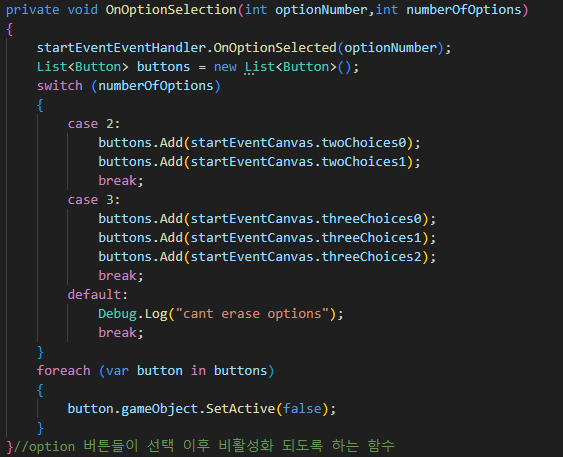 private void OnOptionSelection(int optionNumber,int numberOfOptions)
{
    startEventEventHandler.OnOptionSelected(optionNumber);
    List<Button> buttons = new List<Button>();
    switch (numberOfOptions)
    {
        case 2:
            buttons.Add(startEventCanvas.twoChoices0);
            buttons.Add(startEventCanvas.twoChoices1);
            break;
        case 3:
            buttons.Add(startEventCanvas.threeChoices0);
            buttons.Add(startEventCanvas.threeChoices1);
            buttons.Add(startEventCanvas.threeChoices2);
            break;
        default:
            Debug.Log("cant erase options");
            break;
    }
    foreach (var button in buttons)
    {
        button.gameObject.SetActive(false);
    }
}//option 버튼들이 선택 이후 비활성화 되도록 하는 함수